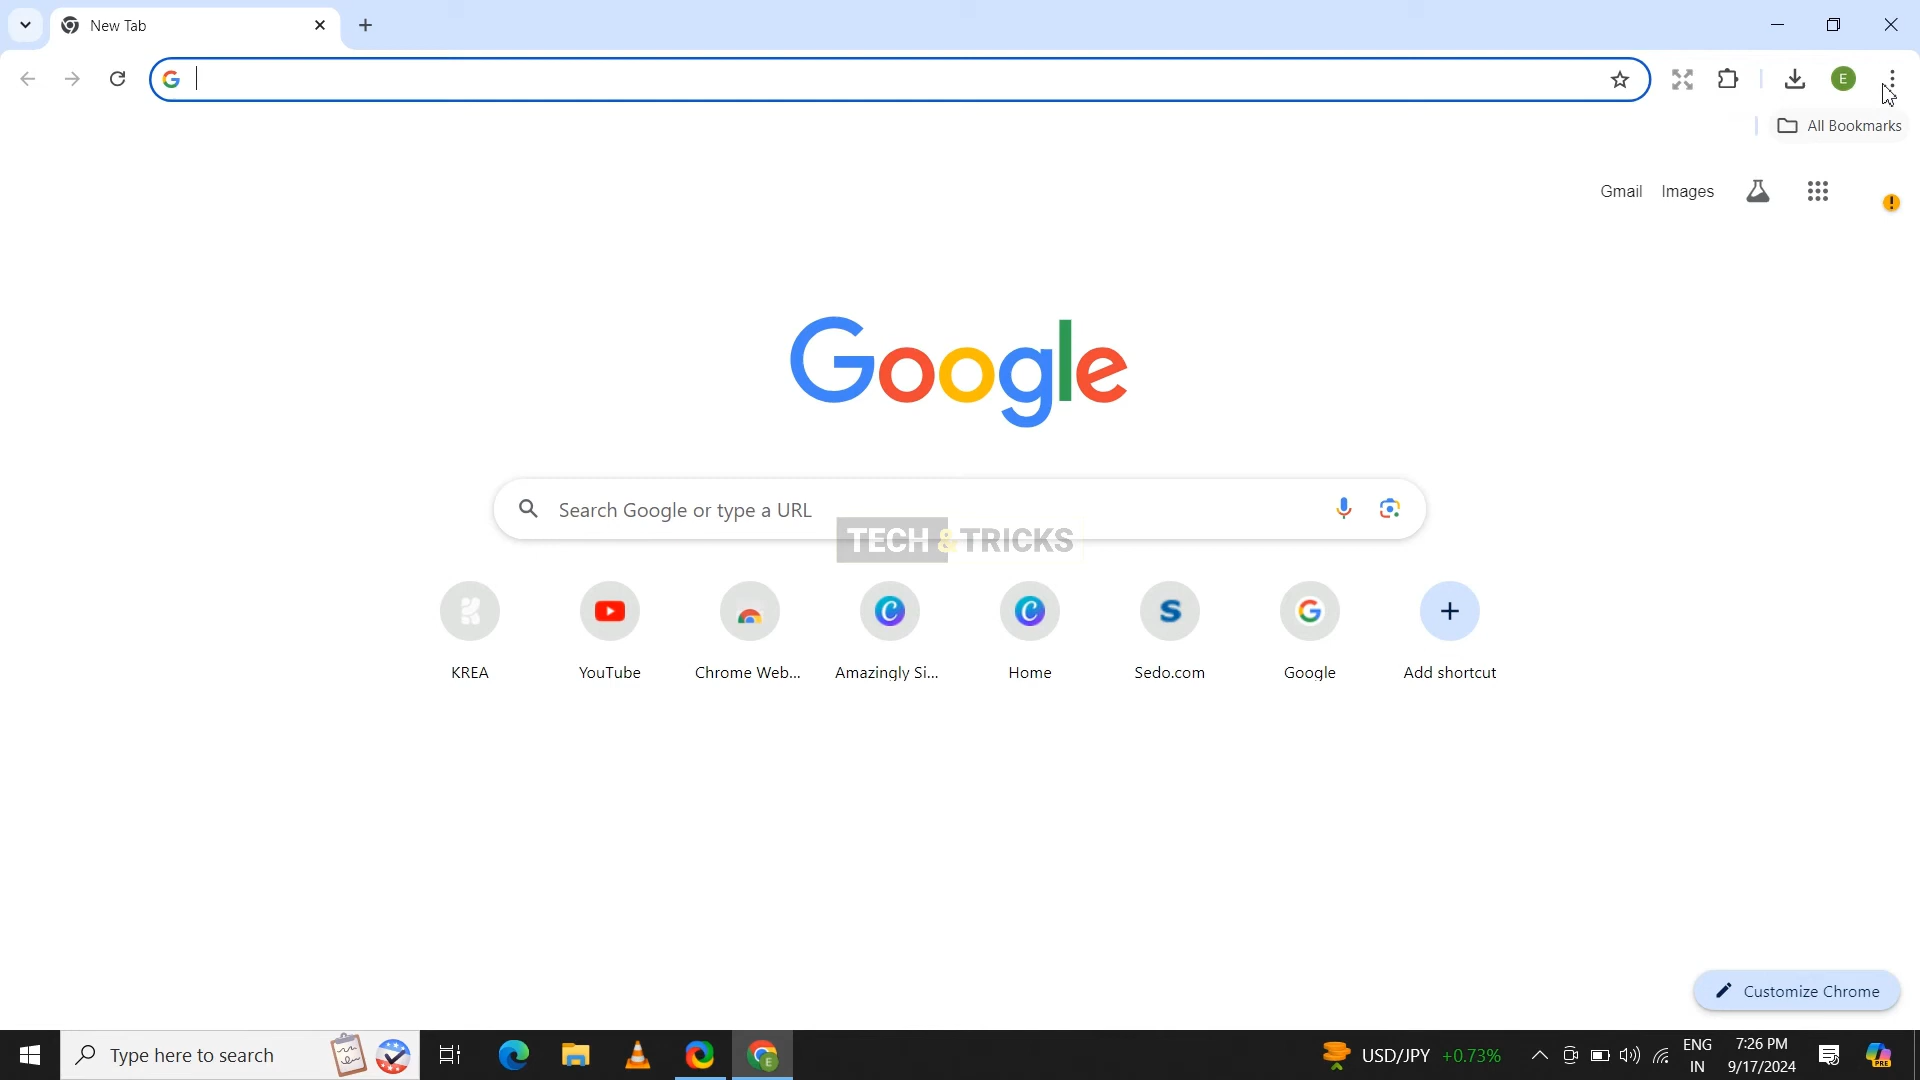 New Tab
E
All Bookmarks
Gmail Images
Google
Search Google or type a URL
TECH & TRICKS
KREA YouTube Chrome Web... Amazingly Si... Home Sedo.com Google Add shortcut
Customize Chrome
Type here to search
USD/JPY +0.73%
ENG
IN
7:26 PM
9/17/2024
PRE